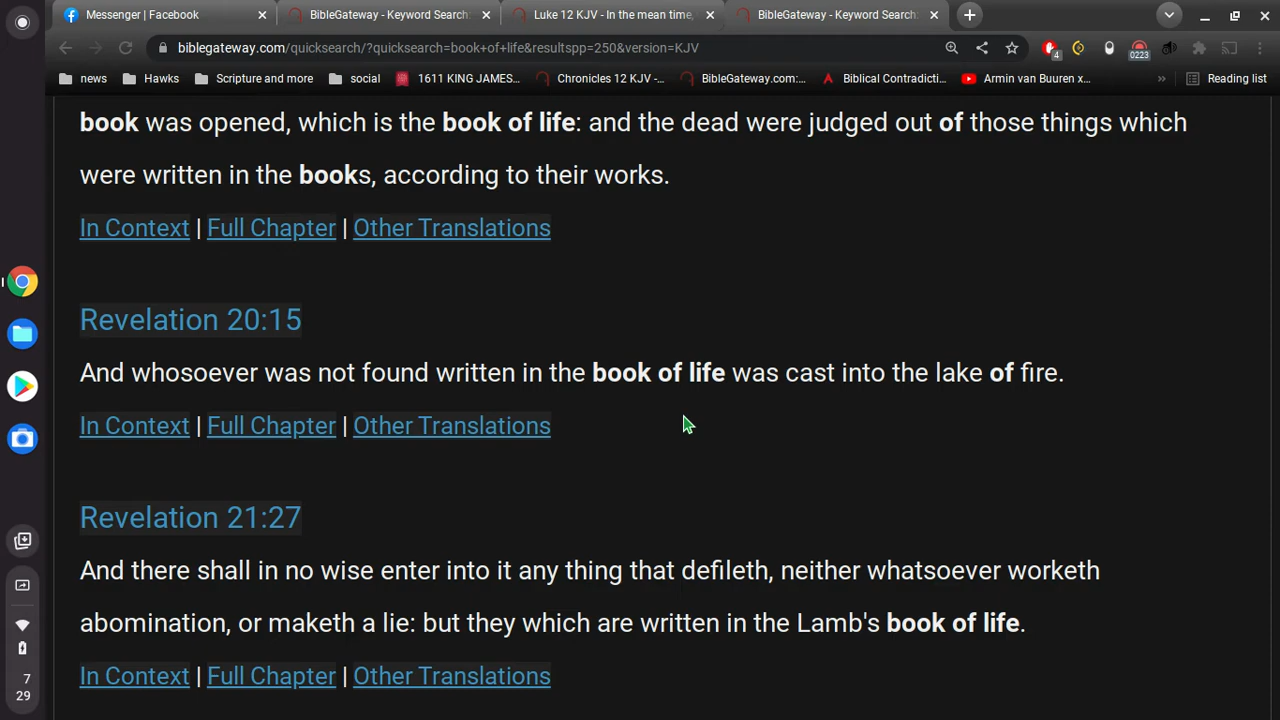 Messenger | Facebook
BibleGateway - Keyword Search:
Luke 12 KJV - In the mean time,
BibleGateway - Keyword Search:
biblegateway.com/quicksearch/?quicksearch=book+of+life&resultspp=250&version=KJV
4
0223
news
Hawks
Scripture and more
social
1611 KING JAMES...
Chronicles 12 KJV -...
BibleGateway.com:...
Biblical Contradicti...
Armin van Buuren x...
»
Reading list
book was opened, which is the book of life: and the dead were judged out of those things which
were written in the books, according to their works.
In Context | Full Chapter | Other Translations
Revelation 20:15
And whosoever was not found written in the book of life was cast into the lake of fire.
In Context | Full Chapter | Other Translations
Revelation 21:27
And there shall in no wise enter into it any thing that defileth, neither whatsoever worketh
abomination, or maketh a lie: but they which are written in the Lamb's book of life.
In Context | Full Chapter | Other Translations
7
29